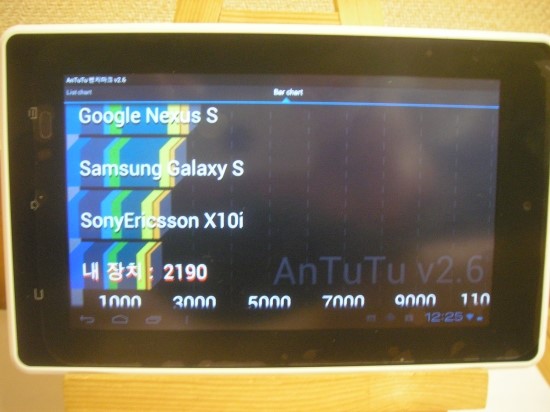 AnTuTu 벤치마크 v2.6
List chart Bar chart
Google Nexus S
Samsung Galaxy S
SonyEricsson X10i
내 장치 : 2190
AnTuTu v2.6
1000 3000 5000 7000 9000 110
12:25